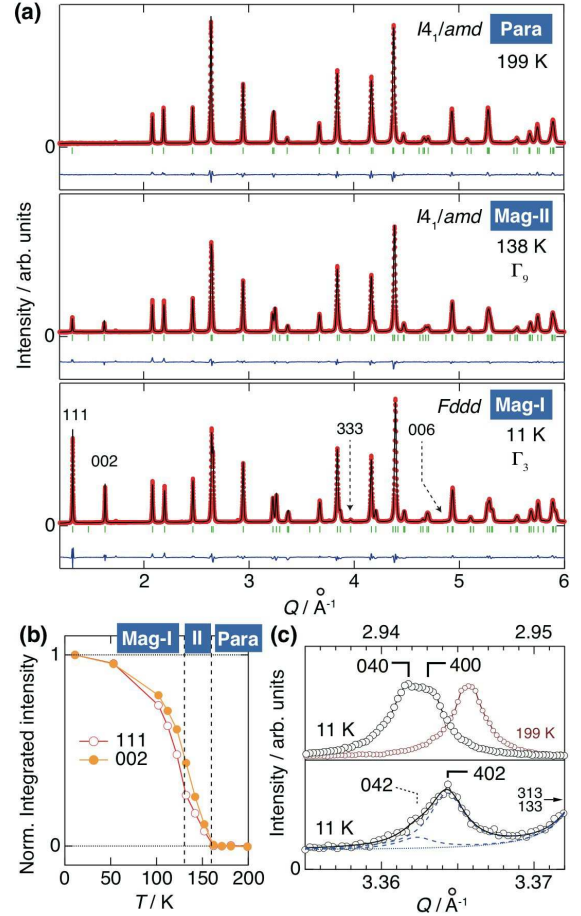 (a)
I4₁/amd Para
199 K
0
I4₁/amd Mag-II
138 K
Γ₉
0
Intensity / arb. units
Fddd Mag-I
111
333
006
11 K
002
Γ₃
0
2 3 4 5 6
Q / Å⁻¹
(b)
Mag-I II Para
1
111
002
0
Norm. Integrated intensity
0 50 100 150 200
T / K
(c)
2.94 2.95
040 400
11 K
199 K
402
042
313
133
11 K
0
Intensity / arb. units
3.36 3.37
Q / Å⁻¹